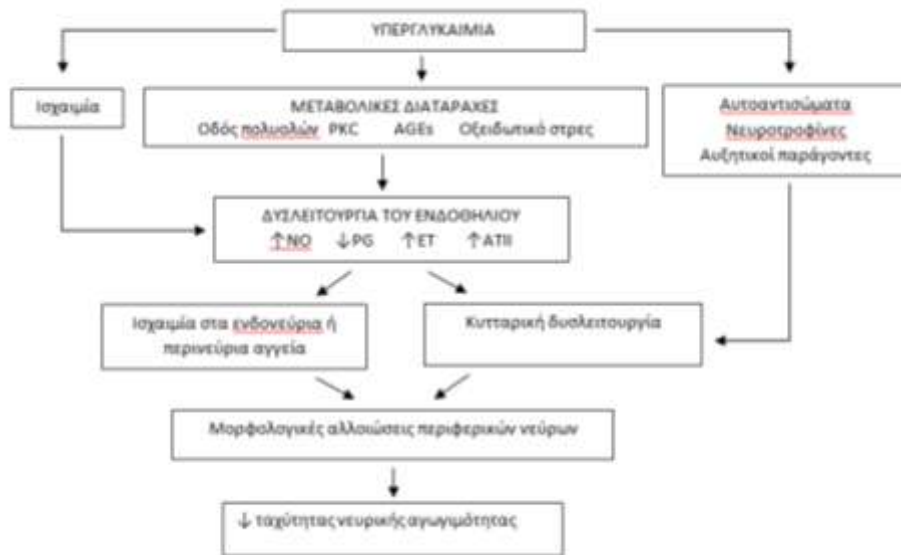 ΥΠΕΡΓΛΥΚΑΙΜΙΑ
Ισχαιμία
ΜΕΤΑΒΟΛΙΚΕΣ ΔΙΑΤΑΡΑΧΕΣ
Οδός πολυολών PKC AGEs Οξειδωτικό στρες
Αυτοαντισώματα
Νευροτροφίνες
Αυξητικοί παράγοντες
ΔΥΣΛΕΙΤΟΥΡΓΙΑ ΤΟΥ ΕΝΔΟΘΗΛΙΟΥ
↑NO ↓PG ↑ET ↑ATII
Ισχαιμία στα ενδονεύρια ή
περινεύρια αγγεία
Κυτταρική δυσλειτουργία
Μορφολογικές αλλοιώσεις περιφερικών νεύρων
↓ ταχύτητας νευρικής αγωγιμότητας